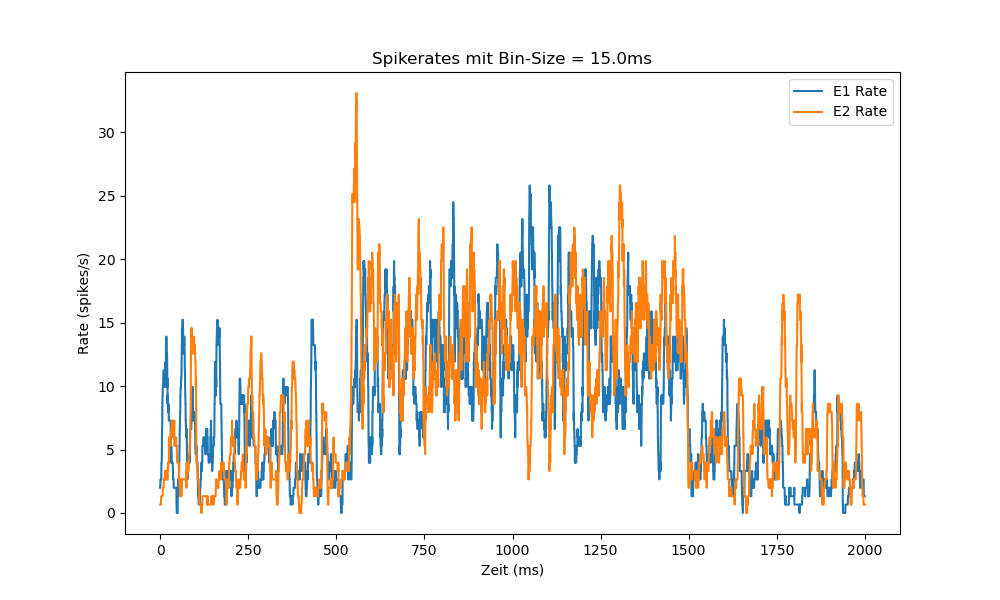 Spikerates mit Bin-Size = 15.0ms
E1 Rate
E2 Rate
Rate (spikes/s)
30
25
20
15
10
5
0
0 250 500 750 1000 1250 1500 1750 2000
Zeit (ms)